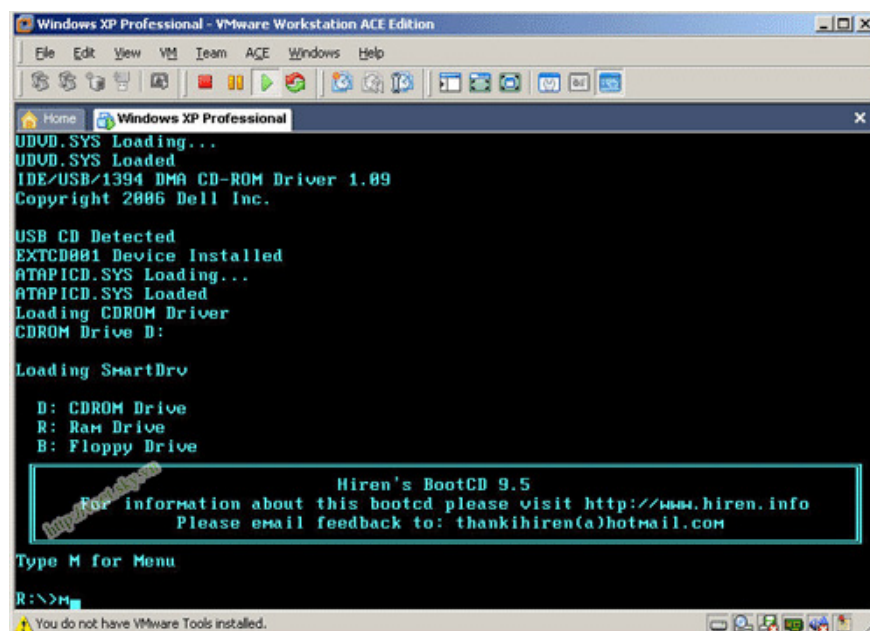 Windows XP Professional - VMware Workstation ACE Edition
File Edit View VM Team ACE Windows Help
Home Windows XP Professional
UDVD.SYS Loading...
UDVD.SYS Loaded
IDE/USB/1394 DMA CD-ROM Driver 1.09
Copyright 2006 Dell Inc.
USB CD Detected
EXTCD001 Device Installed
ATAPICD.SYS Loading...
ATAPICD.SYS Loaded
Loading CDROM Driver
CDROM Drive D:
Loading SmartDrv
D: CDROM Drive
R: Ram Drive
B: Floppy Drive
Hiren's BootCD 9.5
For information about this bootcd please visit http://www.hiren.info
Please email feedback to: thankihiren(a)hotmail.com
Type M for Menu
R:\>m
You do not have VMware Tools installed.